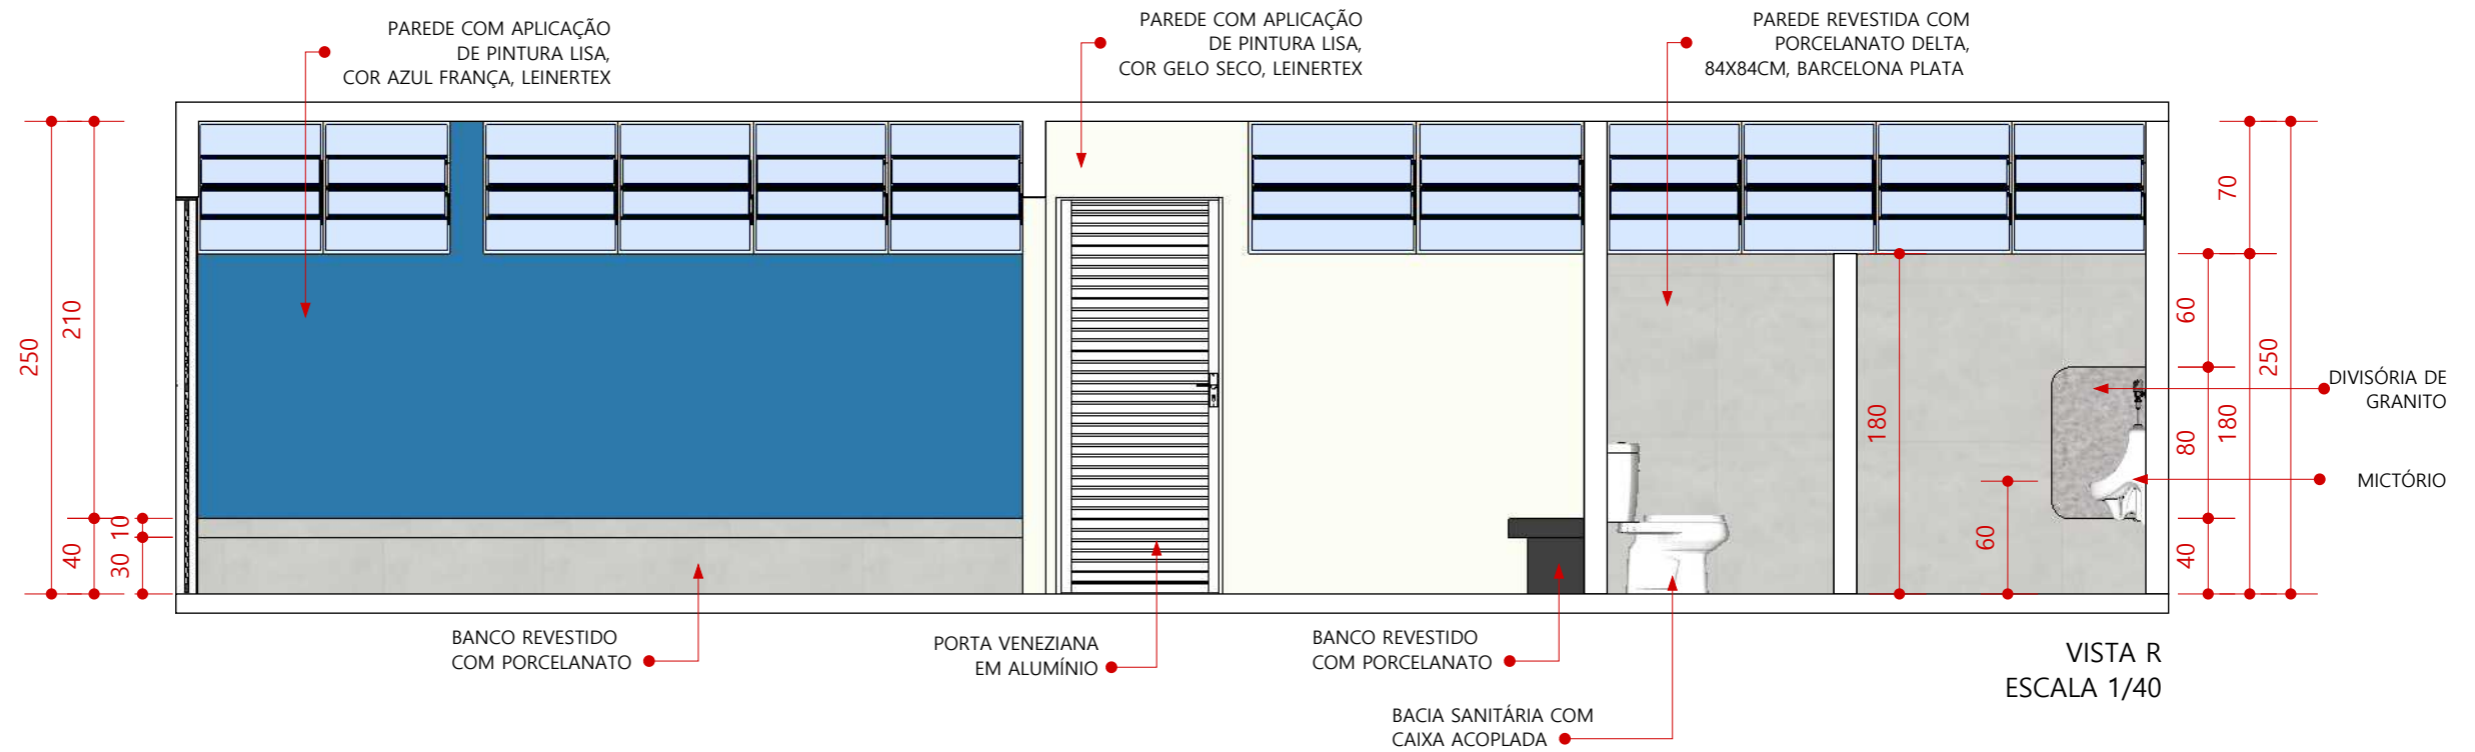 PAREDE COM APLICAÇÃO
DE PINTURA LISA,
COR AZUL FRANÇA, LEINERTEX
PAREDE COM APLICAÇÃO
DE PINTURA LISA,
COR GELO SECO, LEINERTEX
PAREDE REVESTIDA COM
PORCELANATO DELTA,
84X84CM, BARCELONA PLATA
250
210
40
10
30
180
60
60
80
40
70
180
250
DIVISÓRIA DE
GRANITO
MICTÓRIO
BANCO REVESTIDO
COM PORCELANATO
PORTA VENEZIANA
EM ALUMÍNIO
BANCO REVESTIDO
COM PORCELANATO
BACIA SANITÁRIA COM
CAIXA ACOPLADA
VISTA R
ESCALA 1/40